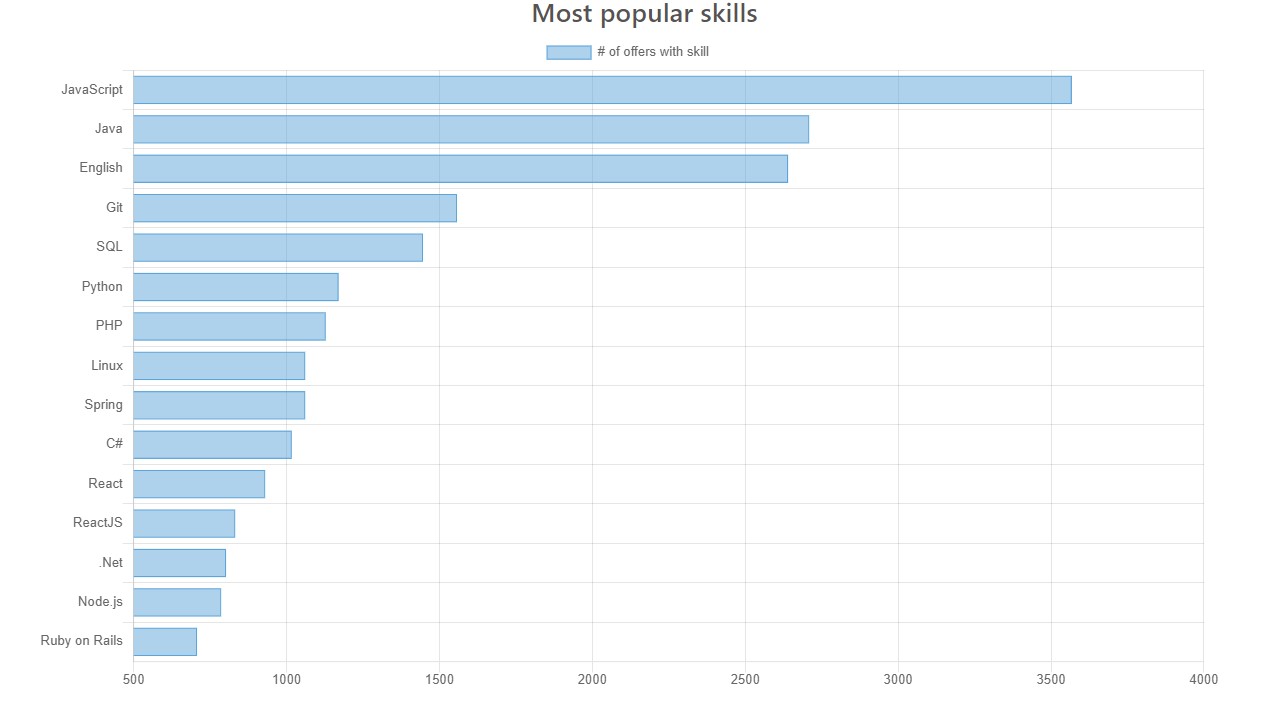 Most popular skills
# of offers with skill
JavaScript
Java
English
Git
SQL
Python
PHP
Linux
Spring
C#
React
ReactJS
.Net
Node.js
Ruby on Rails
500 1000 1500 2000 2500 3000 3500 4000